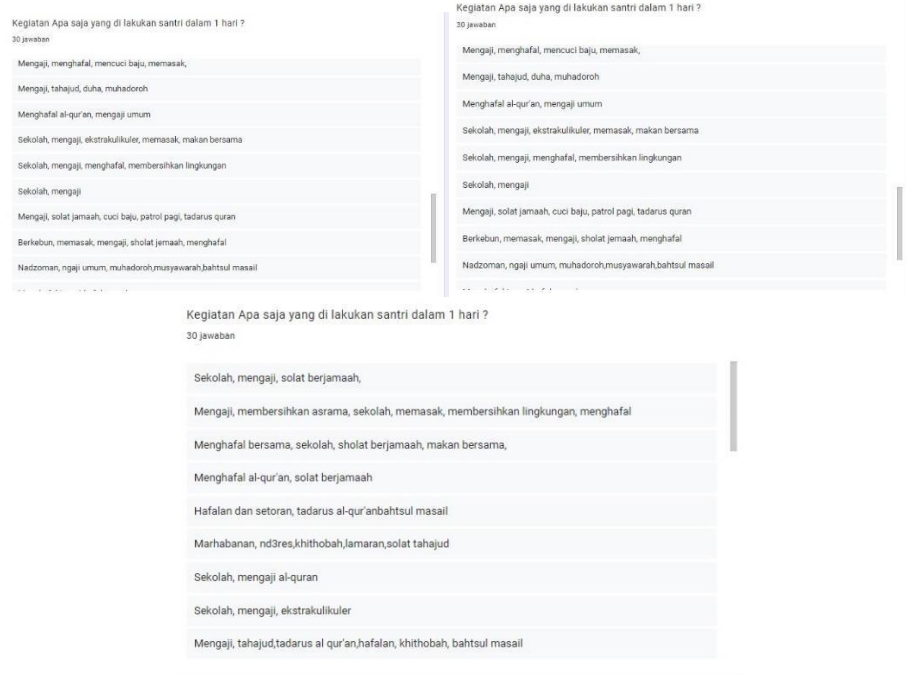 Kegiatan Apa saja yang di lakukan santri dalam 1 hari ?
30 jawaban
Mengaji, menghafal, mencuci baju, memasak,
Mengaji, tahajud, duha, muhadoroh
Menghafal al-qur'an, mengaji umum
Sekolah, mengaji, ekstrakulikuler, memasak, makan bersama
Sekolah, mengaji, menghafal, membersihkan lingkungan
Sekolah, mengaji
Mengaji, solat jamaah, cuci baju, patrol pagi, tadarus quran
Berkebun, memasak, mengaji, sholat jemaah, menghafal
Nadzoman, ngaji umum, muhadoroh,musyawarah,bahtsul masail
Kegiatan Apa saja yang di lakukan santri dalam 1 hari ?
30 jawaban
Mengaji, menghafal, mencuci baju, memasak,
Mengaji, tahajud, duha, muhadoroh
Menghafal al-qur'an, mengaji umum
Sekolah, mengaji, ekstrakulikuler, memasak, makan bersama
Sekolah, mengaji, menghafal, membersihkan lingkungan
Sekolah, mengaji
Mengaji, solat jamaah, cuci baju, patrol pagi, tadarus quran
Berkebun, memasak, mengaji, sholat jemaah, menghafal
Nadzoman, ngaji umum, muhadoroh,musyawarah,bahtsul masail
Kegiatan Apa saja yang di lakukan santri dalam 1 hari ?
30 jawaban
Sekolah, mengaji, solat berjamaah,
Mengaji, membersihkan asrama, sekolah, memasak, membersihkan lingkungan, menghafal
Menghafal bersama, sekolah, sholat berjamaah, makan bersama,
Menghafal al-qur'an, solat berjamaah
Hafalan dan setoran, tadarus al-qur'anbahtsul masail
Marhabanan, nd3res,khithobah,lamaran,solat tahajud
Sekolah, mengaji al-quran
Sekolah, mengaji, ekstrakulikuler
Mengaji, tahajud,tadarus al qur'an,hafalan, khithobah, bahtsul masail